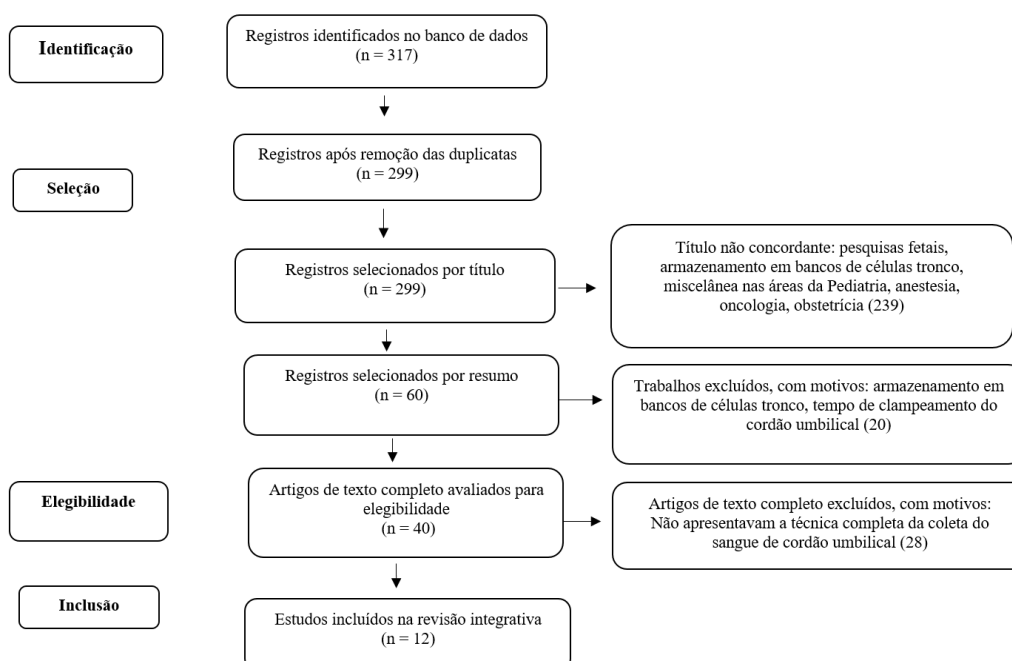 Identificação
Registros identificados no banco de dados
(n = 317)
Registros após remoção das duplicatas
(n = 299)
Seleção
Registros selecionados por título
(n = 299)
Título não concordante: pesquisas fetais,
armazenamento em bancos de células tronco,
miscelânea nas áreas da Pediatria, anestesia,
oncologia, obstetrícia (239)
Registros selecionados por resumo
(n = 60)
Trabalhos excluídos, com motivos: armazenamento em
bancos de células tronco, tempo de clampeamento do
cordão umbilical (20)
Elegibilidade
Artigos de texto completo avaliados para
elegibilidade
(n = 40)
Artigos de texto completo excluídos, com motivos:
Não apresentavam a técnica completa da coleta do
sangue de cordão umbilical (28)
Inclusão
Estudos incluídos na revisão integrativa
(n = 12)